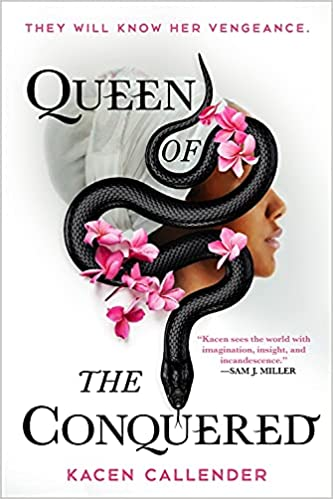 THEY WILL KNOW HER VENGEANCE.
QUEEN
OF
THE
CONQUERED
"Kacen sees the world with
imagination, insight, and
incandescence."
—SAM J. MILLER
KACEN CALLENDER